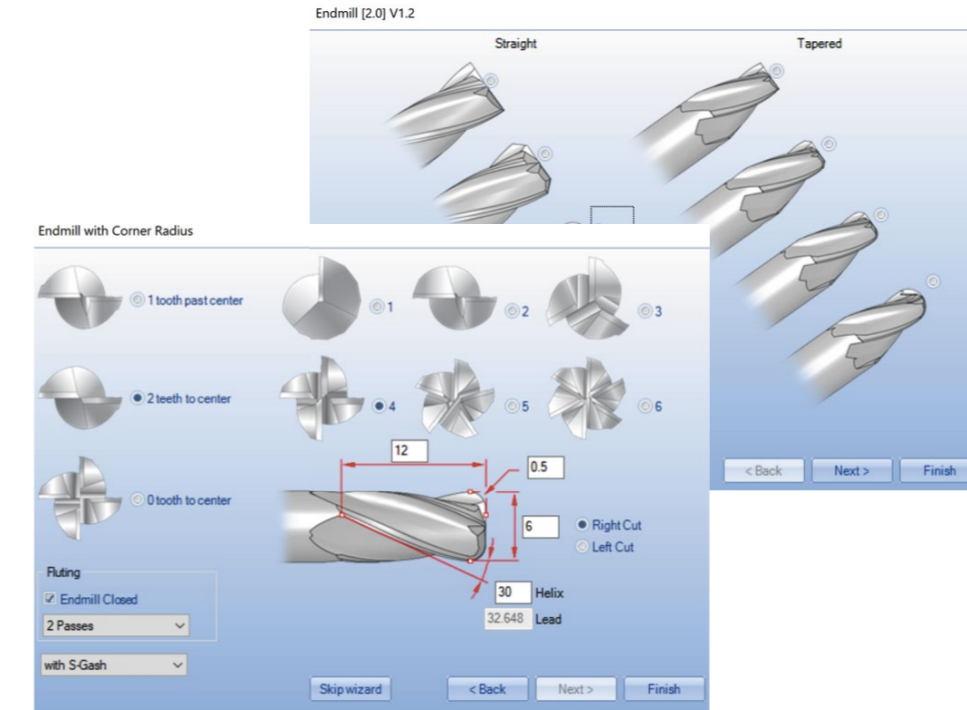 Endmill [2.0] V1.2
Straight
Tapered
< Back
Next >
Finish
Endmill with Corner Radius
1 tooth past center
1
2
3
2 teeth to center
4
5
6
0 tooth to center
12
0.5
6
Right Cut
Left Cut
30
Helix
32.648
Lead
Fluting
Endmill Closed
2 Passes
with S-Gash
Skip wizard
< Back
Next >
Finish